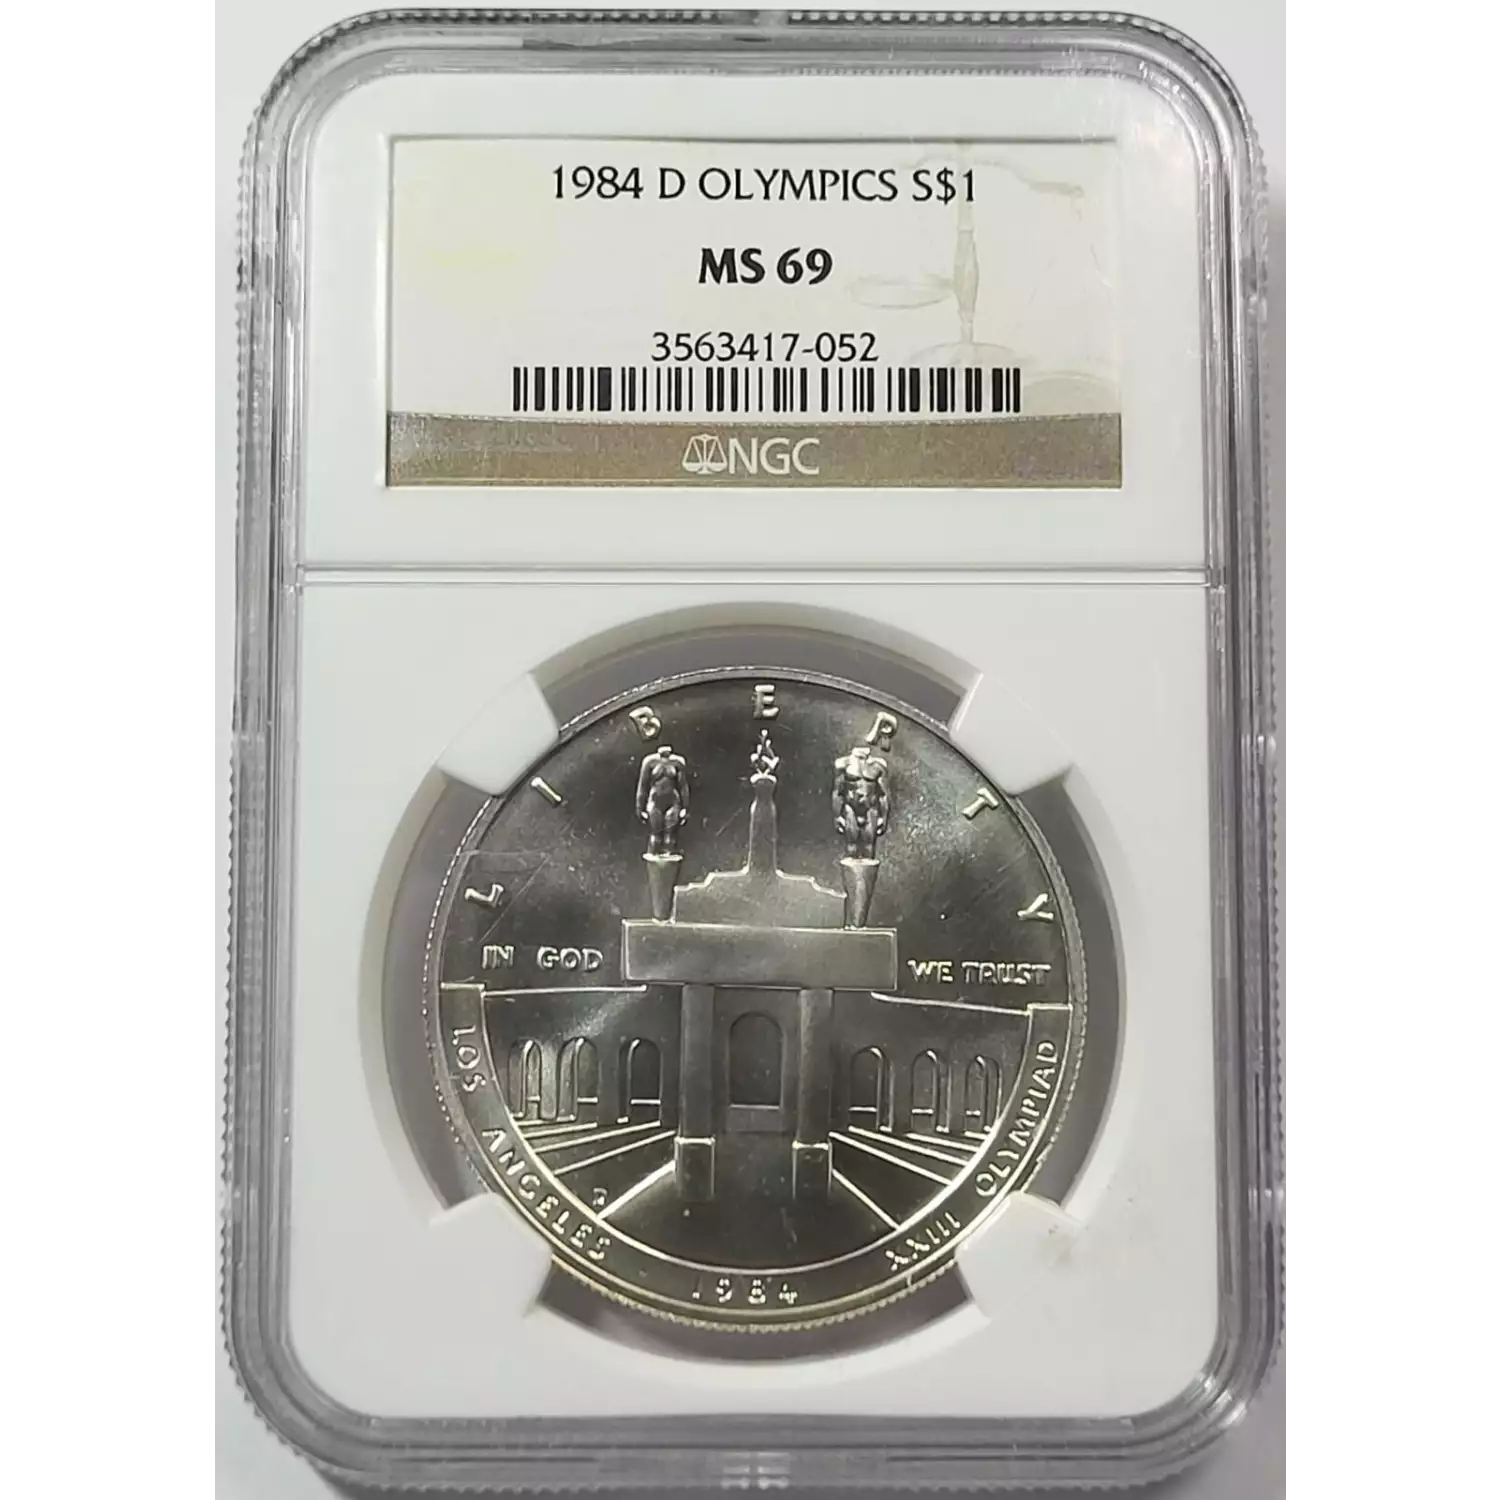 1984 D OLYMPICS S$1
MS 69
3563417-052
NGC
LIBERTY
IN GOD WE TRUST
LOS ANGELES 1984 XXIII OLYMPIAD
D